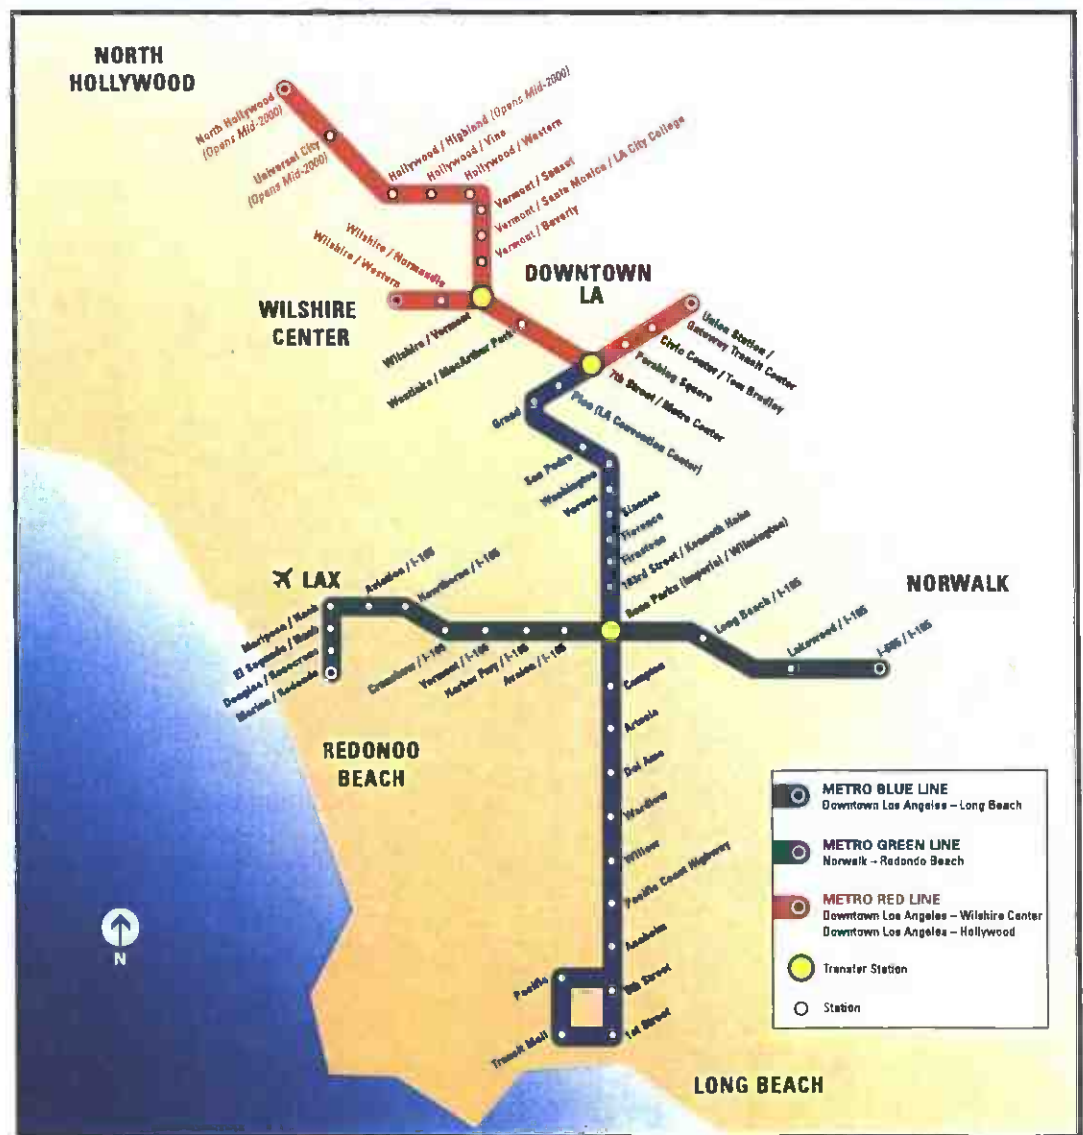 NORTH
HOLLYWOOD
North Hollywood
(Opens Mid-2000)
Universal City
(Opens Mid-2000)
Hollywood / Highland (Opens Mid-2000)
Hollywood / Vine
Hollywood / Western
Vermont / Sunset
Vermont / Santa Monica / LA City College
Vermont / Beverly
Wilshire / Normandie
Wilshire / Western
DOWNTOWN
LA
WILSHIRE
CENTER
Wilshire / Vermont
Westlake / MacArthur Park
Union Station /
Gateway Transit Center
Civic Center / Tom Bradley
Pershing Square
7th Street / Metro Center
Pico (LA Convention Center)
Grand
San Pedro
Washington
Vernon
Slauson
Florence
Firestone
103rd Street / Kenneth Hahn
Rosa Parks (Imperial / Wilmington)
LAX
Aviation / I-105
Hawthorne / I-105
Mariposa / Nash
El Segundo / Nash
Douglas / Rosecrans
Marine / Redondo
Crenshaw / I-105
Vermont / I-105
Harbor Fwy / I-105
Avalon / I-105
Long Beach / I-105
Lakewood / I-105
I-605 / I-105
NORWALK
Compton
Artesia
Del Amo
Wardlow
Willow
Pacific Coast Highway
Anaheim
5th Street
1st Street
Pacific
Transit Mall
REDONDO
BEACH
LONG BEACH
N
METRO BLUE LINE
Downtown Los Angeles – Long Beach
METRO GREEN LINE
Norwalk – Redondo Beach
METRO RED LINE
Downtown Los Angeles – Wilshire Center
Downtown Los Angeles – Hollywood
Transfer Station
Station